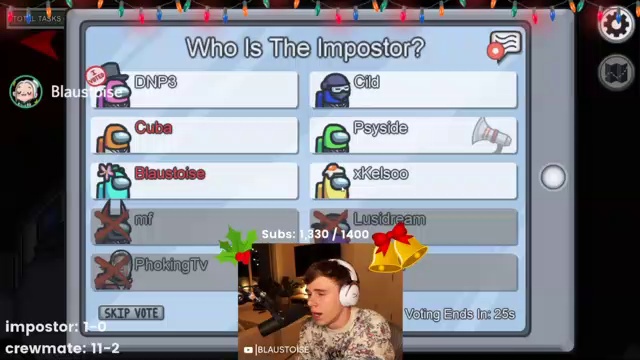 TOTAL TASKS
Who Is The Impostor?
I VOTED
DNP3
Cild
Blaustoise
Cuba
Psyside
Blaustoise
xKelsoo
mf
Lusidream
Subs: 1,330 / 1400
PhokingTv
SKIP VOTE
Voting Ends In: 25s
impostor: 1-0
crewmate: 11-2
BLAUSTOISE